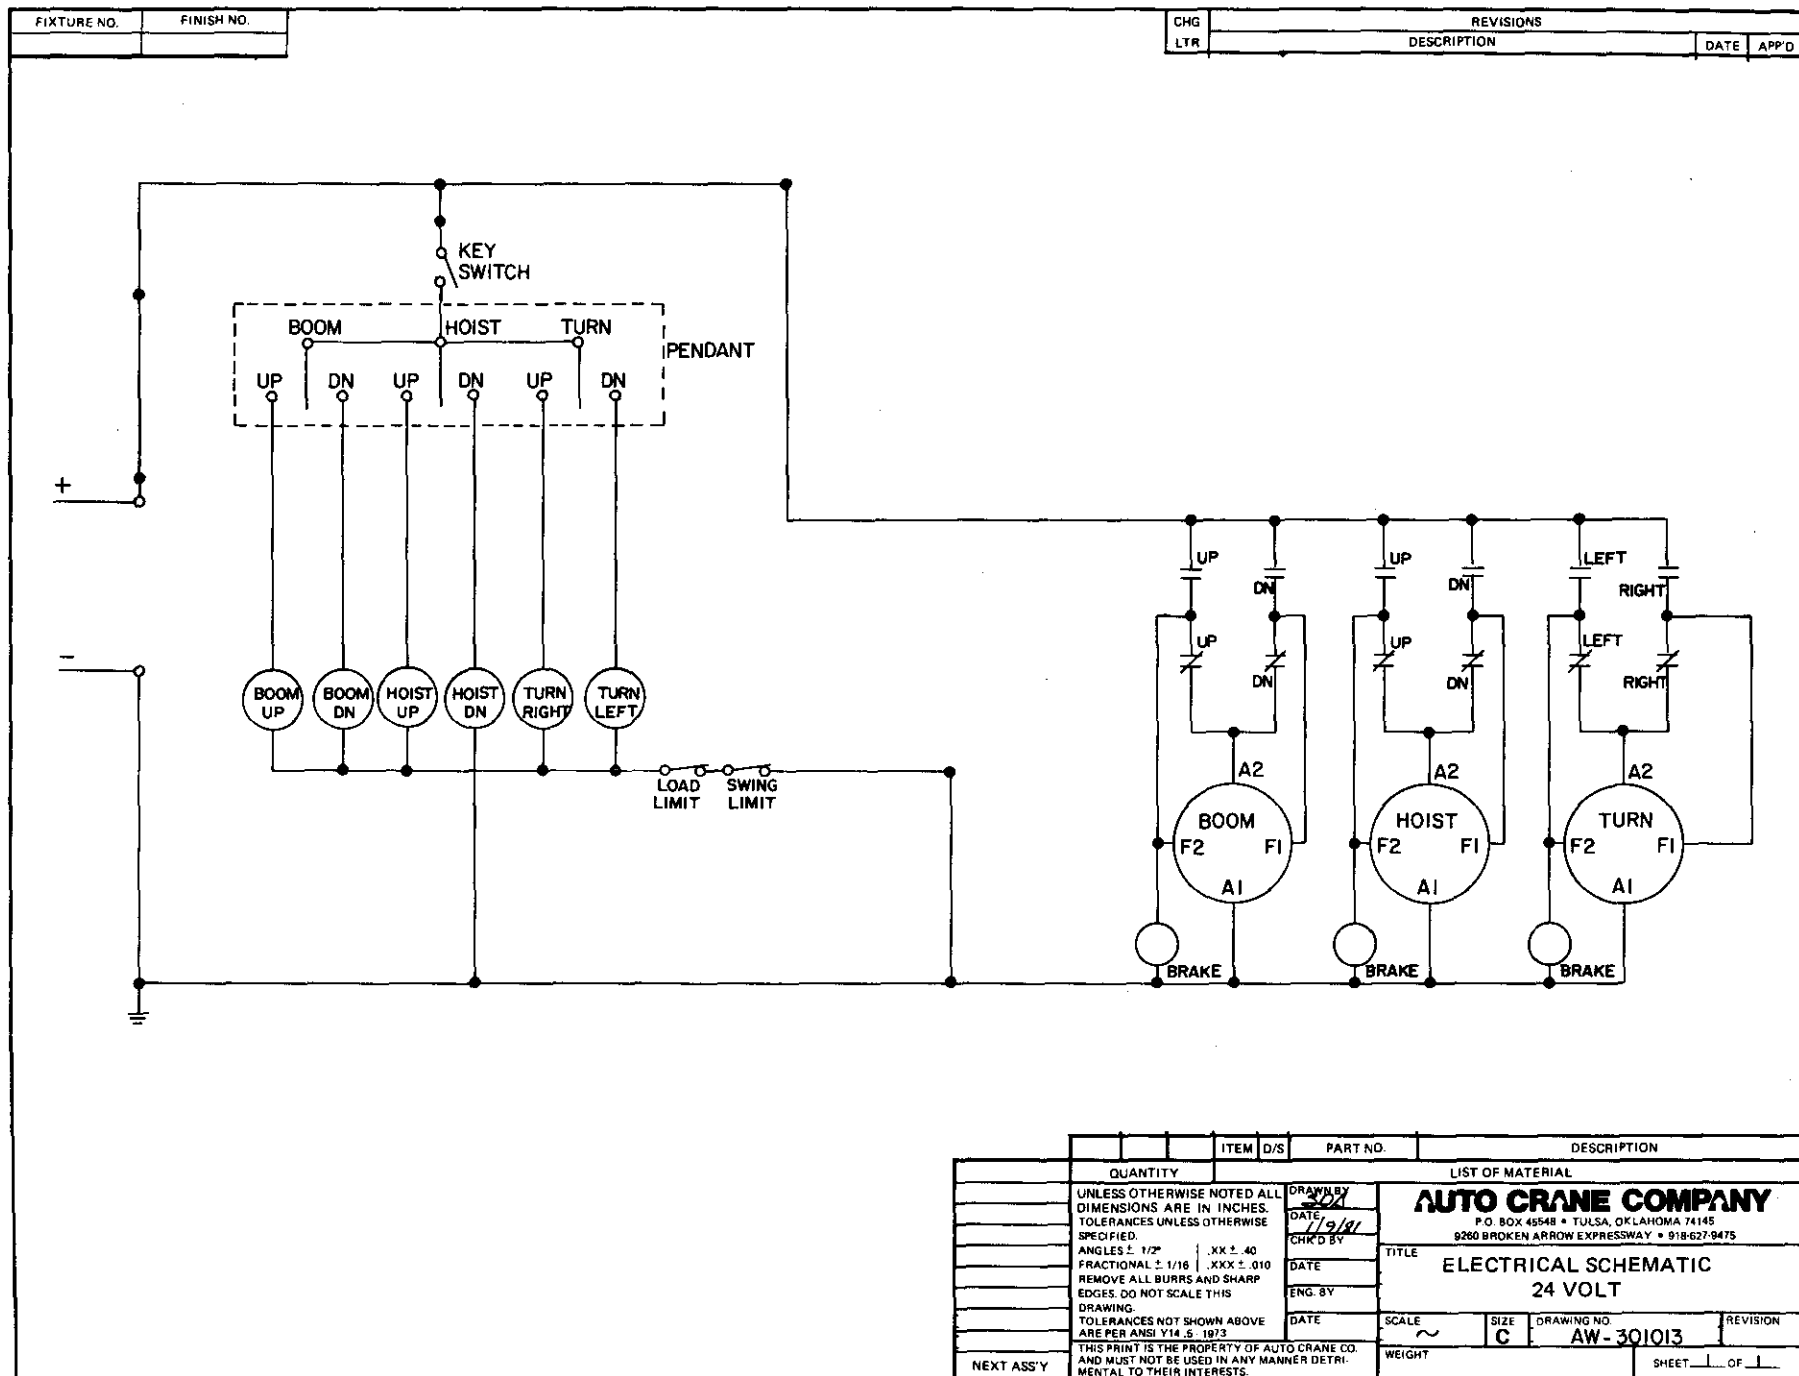 FIXTURE NO. FINISH NO.
CHG LTR REVISIONS
DESCRIPTION DATE APP'D
KEY
SWITCH
BOOM HOIST TURN
PENDANT
UP DN UP DN UP DN
+
-
BOOM UP
BOOM DN
HOIST UP
HOIST DN
TURN RIGHT
TURN LEFT
LOAD LIMIT
SWING LIMIT
UP DN UP DN LEFT RIGHT
UP DN UP DN LEFT RIGHT
A2 A2 A2
BOOM HOIST TURN
F2 F1 F2 F1 F2 F1
A1 A1 A1
BRAKE BRAKE BRAKE
ITEM D/S PART NO. DESCRIPTION
QUANTITY LIST OF MATERIAL
UNLESS OTHERWISE NOTED ALL
DIMENSIONS ARE IN INCHES.
TOLERANCES UNLESS OTHERWISE
SPECIFIED.
ANGLES ± 1/2° .XX ± .40
FRACTIONAL ± 1/16 .XXX ± .010
REMOVE ALL BURRS AND SHARP
EDGES. DO NOT SCALE THIS
DRAWING.
TOLERANCES NOT SHOWN ABOVE
ARE PER ANSI Y14.5-1973
THIS PRINT IS THE PROPERTY OF AUTO CRANE CO.
AND MUST NOT BE USED IN ANY MANNER DETRI-
MENTAL TO THEIR INTERESTS.
NEXT ASS'Y
DRAWN BY
DATE 1/9/81
CHK'D BY
DATE
ENG. BY
DATE
AUTO CRANE COMPANY
P.O. BOX 45548 • TULSA, OKLAHOMA 74145
9260 BROKEN ARROW EXPRESSWAY • 918-627-9475
TITLE
ELECTRICAL SCHEMATIC
24 VOLT
SCALE ~
SIZE C
DRAWING NO. AW-301013
REVISION
WEIGHT
SHEET 1 OF 1